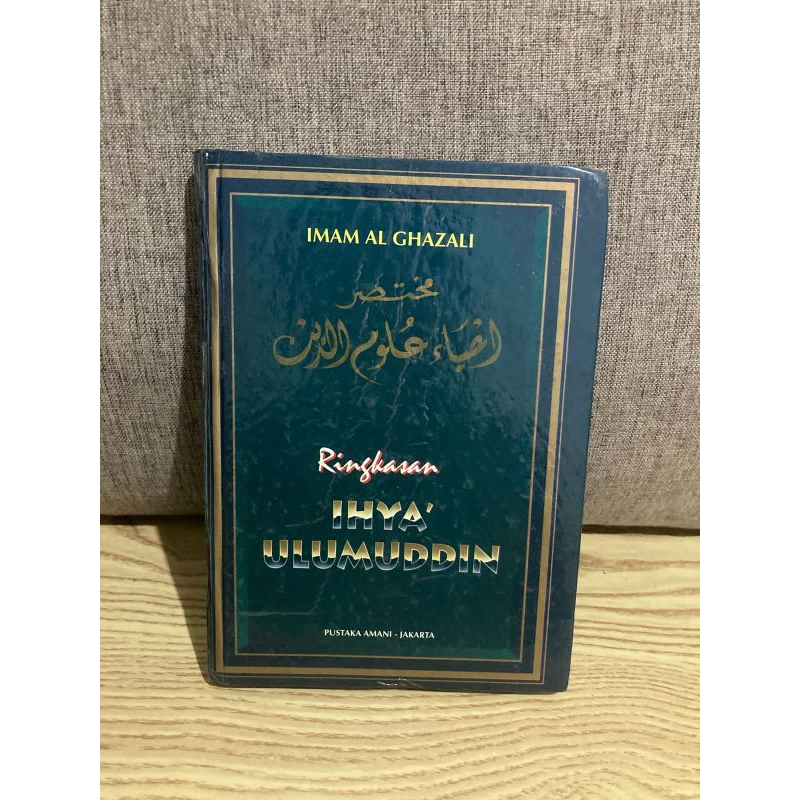 IMAM AL GHAZALI
مختصر
احياء علوم الدين
Ringkasan
IHYA'
ULUMUDDIN
PUSTAKA AMANI - JAKARTA